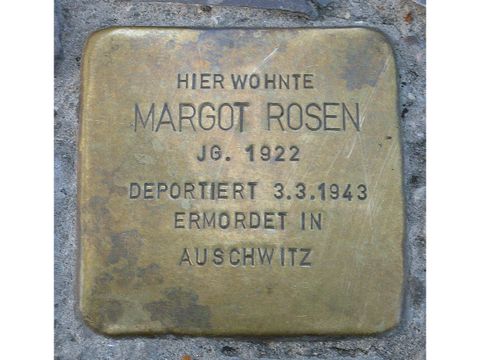 HIER WOHNTE
MARGOT ROSEN
JG. 1922
DEPORTIERT 3.3.1943
ERMORDET IN
AUSCHWITZ